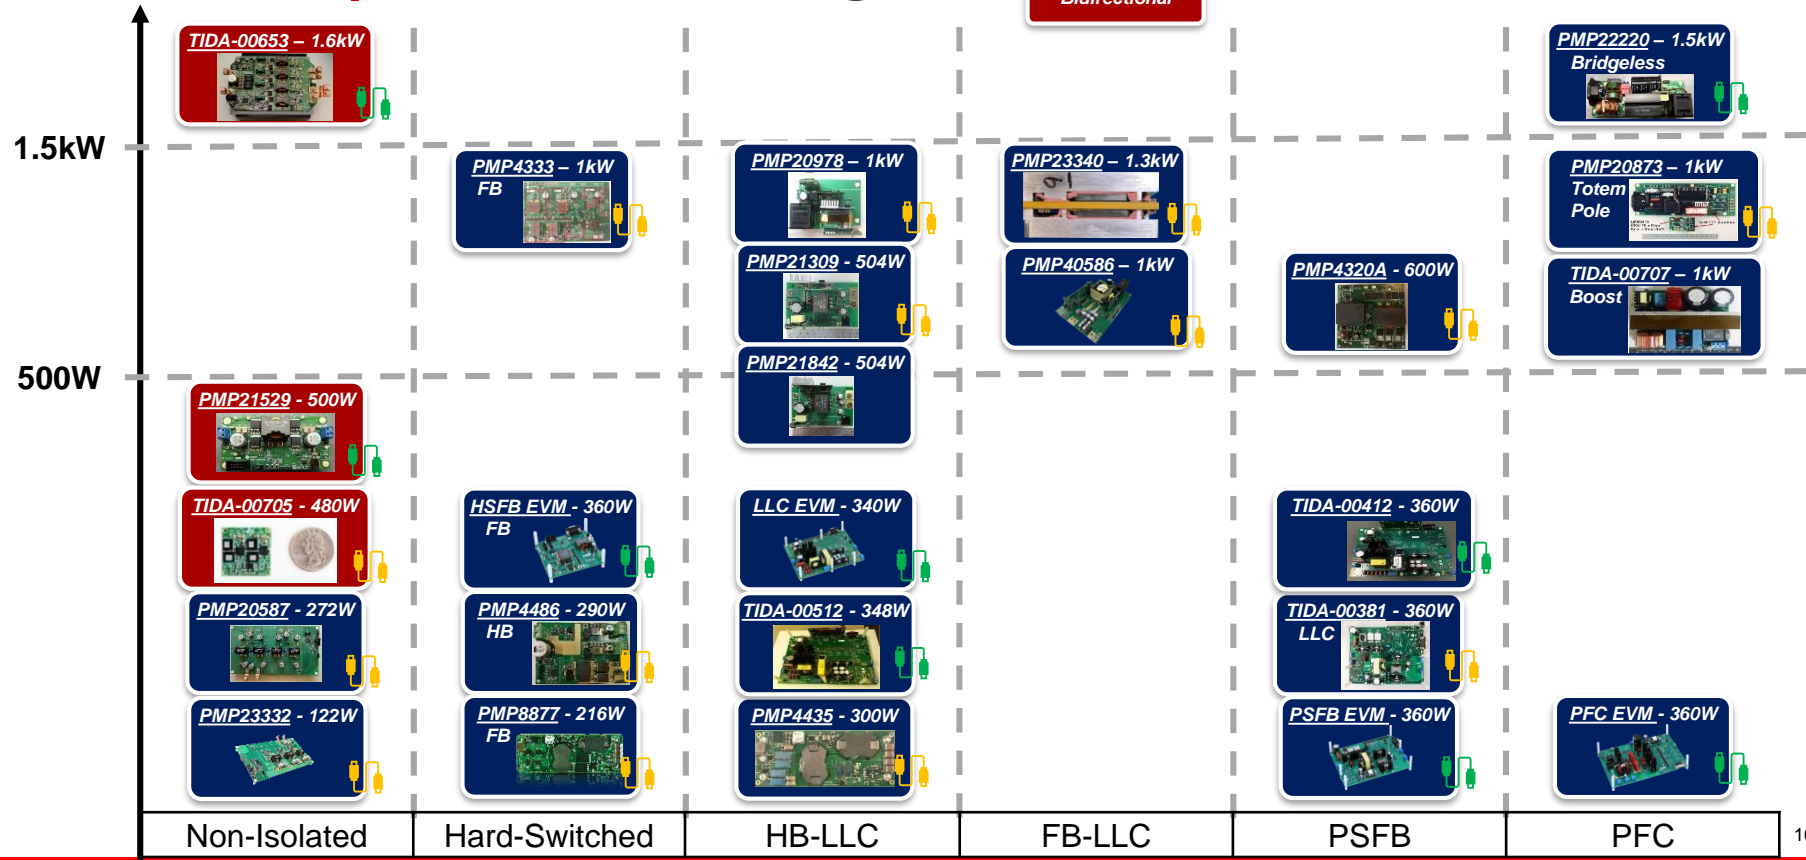 Bidirectional
TIDA-00653 – 1.6kW
PMP22220 – 1.5kW
Bridgeless
1.5kW
PMP4333 – 1kW
FB
PMP20978 – 1kW
PMP23340 – 1.3kW
PMP20873 – 1kW
Totem
Pole
PMP21309 - 504W
PMP40586 – 1kW
PMP4320A - 600W
TIDA-00707 – 1kW
Boost
PMP21842 - 504W
500W
PMP21529 - 500W
TIDA-00705 - 480W
HSFB EVM - 360W
FB
LLC EVM - 340W
TIDA-00412 - 360W
PMP20587 - 272W
PMP4486 - 290W
HB
TIDA-00512 - 348W
TIDA-00381 - 360W
LLC
PMP23332 - 122W
PMP8877 - 216W
FB
PMP4435 - 300W
PSFB EVM - 360W
PFC EVM - 360W
Non-Isolated
Hard-Switched
HB-LLC
FB-LLC
PSFB
PFC